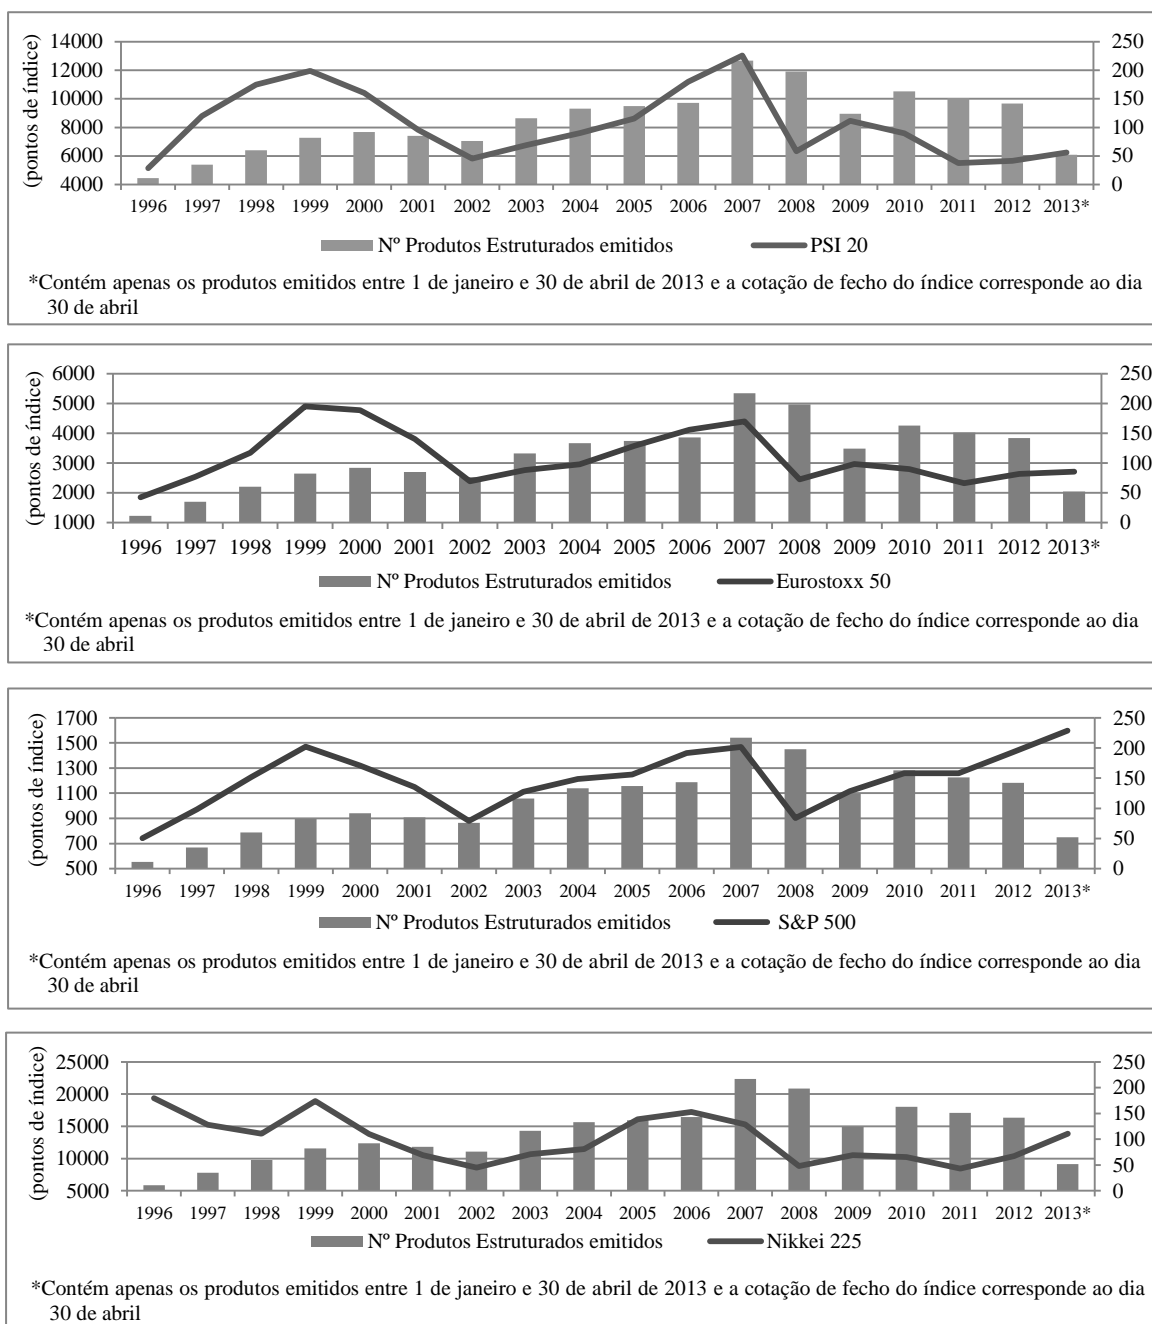 (pontos de índice)
14000 250
12000 200
10000 150
8000 100
6000 50
4000 0
1996 1997 1998 1999 2000 2001 2002 2003 2004 2005 2006 2007 2008 2009 2010 2011 2012 2013*
Nº Produtos Estruturados emitidos PSI 20
*Contém apenas os produtos emitidos entre 1 de janeiro e 30 de abril de 2013 e a cotação de fecho do índice corresponde ao dia
30 de abril
(pontos de índice)
6000 250
5000 200
4000 150
3000 100
2000 50
1000 0
1996 1997 1998 1999 2000 2001 2002 2003 2004 2005 2006 2007 2008 2009 2010 2011 2012 2013*
Nº Produtos Estruturados emitidos Eurostoxx 50
*Contém apenas os produtos emitidos entre 1 de janeiro e 30 de abril de 2013 e a cotação de fecho do índice corresponde ao dia
30 de abril
(pontos de índice)
1700 250
1500 200
1300 150
1100 100
900 50
700 0
500
1996 1997 1998 1999 2000 2001 2002 2003 2004 2005 2006 2007 2008 2009 2010 2011 2012 2013*
Nº Produtos Estruturados emitidos S&P 500
*Contém apenas os produtos emitidos entre 1 de janeiro e 30 de abril de 2013 e a cotação de fecho do índice corresponde ao dia
30 de abril
(pontos de índice)
25000 250
20000 200
15000 150
10000 100
5000 50
0
1996 1997 1998 1999 2000 2001 2002 2003 2004 2005 2006 2007 2008 2009 2010 2011 2012 2013*
Nº Produtos Estruturados emitidos Nikkei 225
*Contém apenas os produtos emitidos entre 1 de janeiro e 30 de abril de 2013 e a cotação de fecho do índice corresponde ao dia
30 de abril